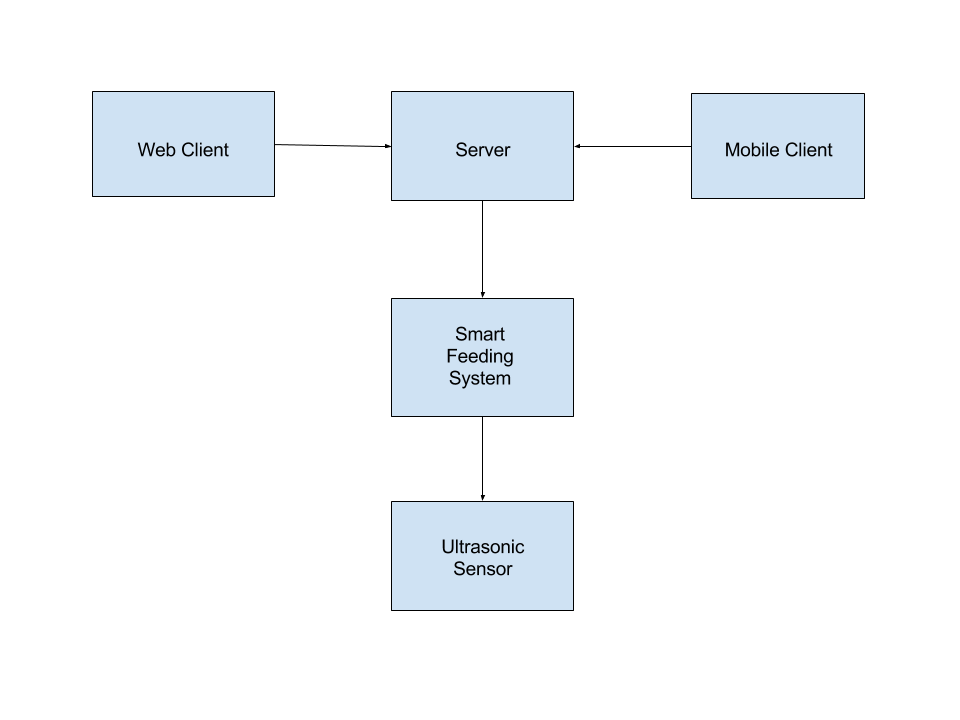 Web Client
Server
Mobile Client
Smart
Feeding
System
Ultrasonic
Sensor